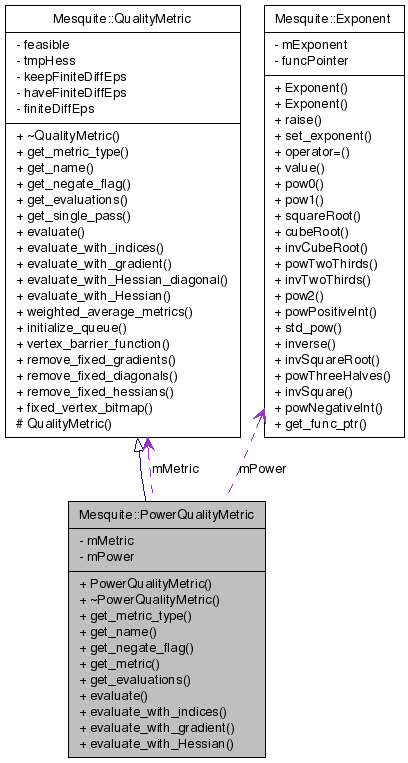 Mesquite::QualityMetric
- feasible
- tmpHess
- keepFiniteDiffEps
- haveFiniteDiffEps
- finiteDiffEps
+ ~QualityMetric()
+ get_metric_type()
+ get_name()
+ get_negate_flag()
+ get_evaluations()
+ get_single_pass()
+ evaluate()
+ evaluate_with_indices()
+ evaluate_with_gradient()
+ evaluate_with_Hessian_diagonal()
+ evaluate_with_Hessian()
+ weighted_average_metrics()
+ initialize_queue()
+ vertex_barrier_function()
+ remove_fixed_gradients()
+ remove_fixed_diagonals()
+ remove_fixed_hessians()
+ fixed_vertex_bitmap()
# QualityMetric()
Mesquite::Exponent
- mExponent
- funcPointer
+ Exponent()
+ Exponent()
+ raise()
+ set_exponent()
+ operator=()
+ value()
+ pow0()
+ pow1()
+ squareRoot()
+ cubeRoot()
+ invCubeRoot()
+ powTwoThirds()
+ invTwoThirds()
+ pow2()
+ powPositiveInt()
+ std_pow()
+ inverse()
+ invSquareRoot()
+ powThreeHalves()
+ invSquare()
+ powNegativeInt()
+ get_func_ptr()
mMetric
mPower
Mesquite::PowerQualityMetric
- mMetric
- mPower
+ PowerQualityMetric()
+ ~PowerQualityMetric()
+ get_metric_type()
+ get_name()
+ get_negate_flag()
+ get_metric()
+ get_evaluations()
+ evaluate()
+ evaluate_with_indices()
+ evaluate_with_gradient()
+ evaluate_with_Hessian()